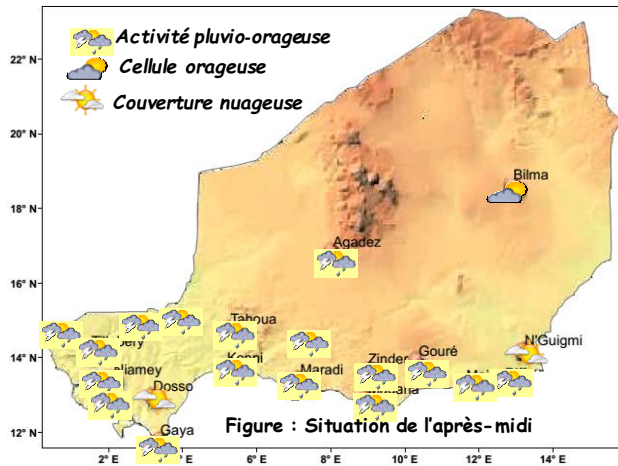 Activité pluvio-orageuse
Cellule orageuse
Couverture nuageuse
22° N
20° N
18° N
16° N
14° N
12° N
Bilma
Agadez
Tahoua
N'Guigmi
Gouré
Zinder
Maradi
Dosso
Gaya
Figure : Situation de l'après-midi
2° E
4° E
6° E
8° E
10° E
12° E
14° E